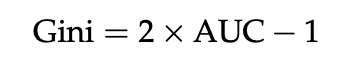 Gini = 2 × AUC − 1